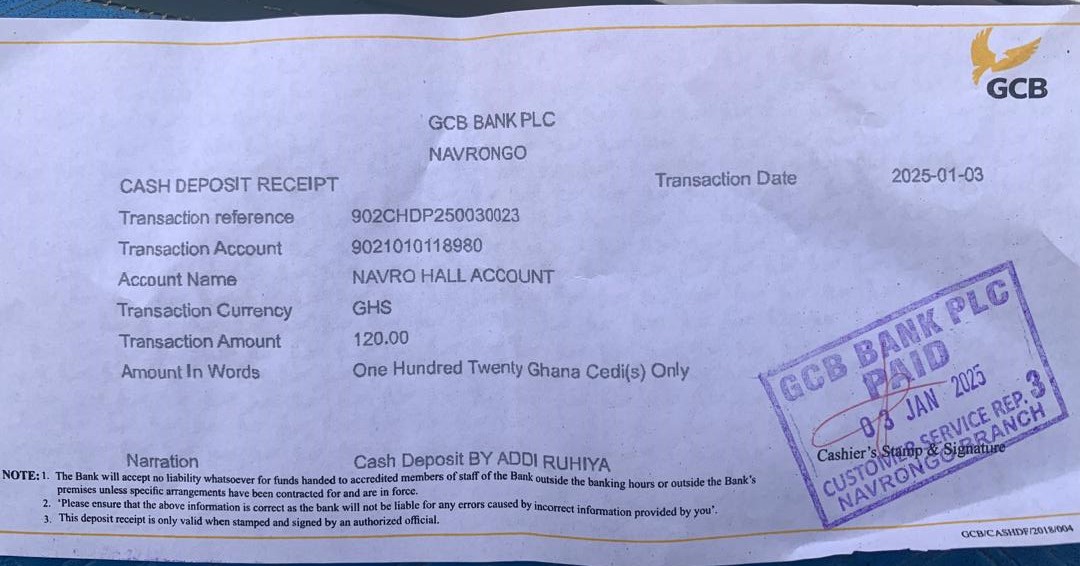 GCB
GCB BANK PLC
NAVRONGO
CASH DEPOSIT RECEIPT
Transaction Date 2025-01-03
Transaction reference 902CHDP250030023
Transaction Account 9021010118980
Account Name NAVRO HALL ACCOUNT
Transaction Currency GHS
Transaction Amount 120.00
Amount In Words One Hundred Twenty Ghana Cedi(s) Only
GCB BANK PLC
PAID
03 JAN 2025
CUSTOMER SERVICE REP. 3
NAVRONGO BRANCH
Cashier's Stamp & Signature
Narration Cash Deposit BY ADDI RUHIYA
NOTE: 1. The Bank will accept no liability whatsoever for funds handed to accredited members of staff of the Bank outside the banking hours or outside the Bank's
premises unless specific arrangements have been contracted for and are in force.
2. 'Please ensure that the above information is correct as the bank will not be liable for any errors caused by incorrect information provided by you'.
3. This deposit receipt is only valid when stamped and signed by an authorized official.
GCB/CASHDF/2018/004